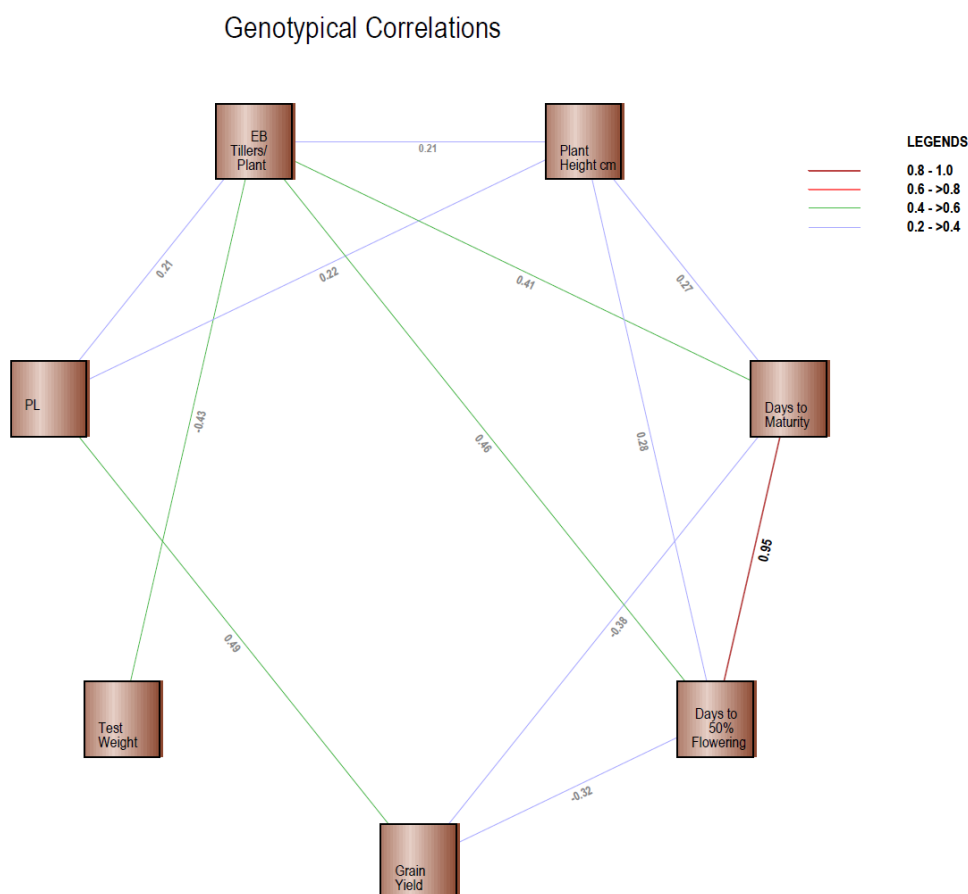 Genotypical Correlations
EB
Tillers/
Plant
Plant
Height cm
LEGENDS
0.8 - 1.0
0.6 - >0.8
0.4 - >0.6
0.2 - >0.4
0.21
0.21
0.22
0.41
0.27
PL
Days to
Maturity
-0.43
0.46
0.28
0.95
0.49
-0.38
Test
Weight
Days to
50%
Flowering
-0.32
Grain
Yield